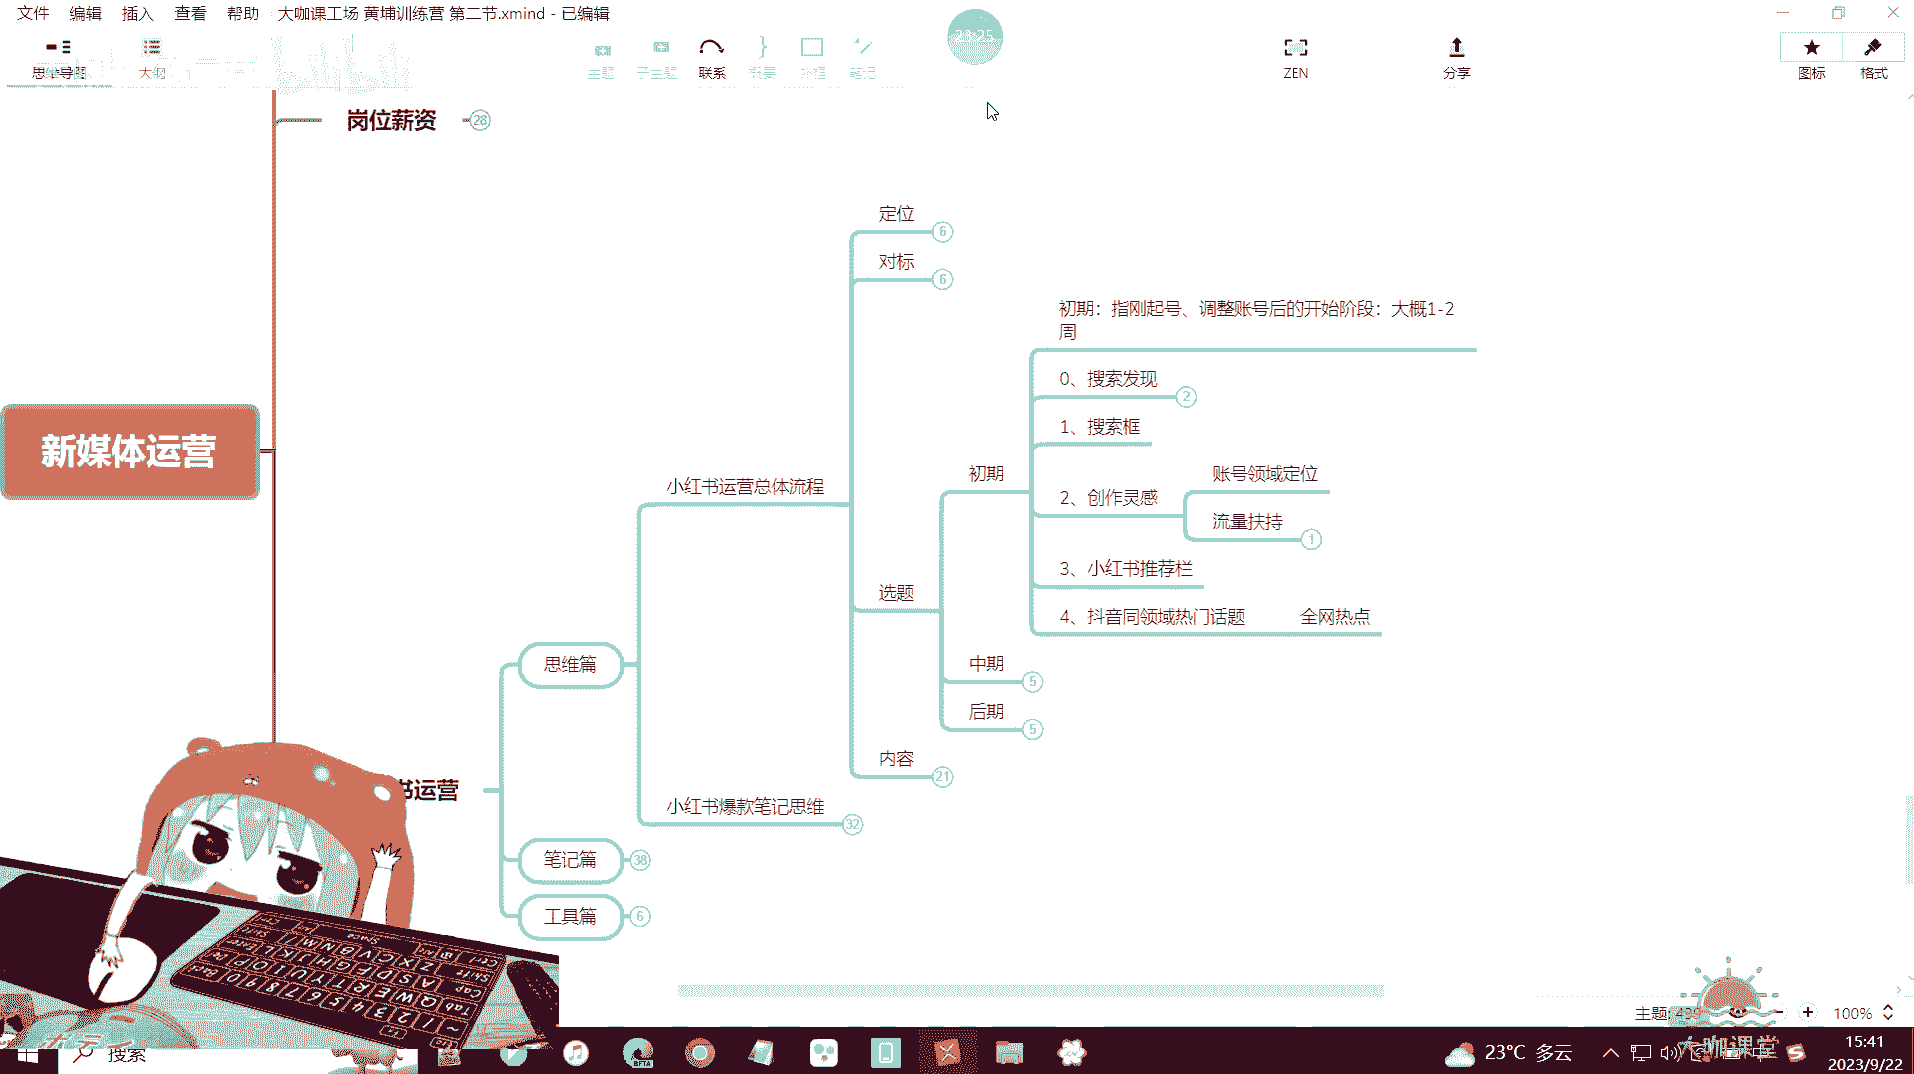 文件 编辑 插入 查看 帮助 大咖课工场 黄埔训练营 第二节.xmind - 已编辑
思维导图 大纲 主题 子主题 联系 概要 外框 笔记 ZEN 分享 图标 格式
23:25
岗位薪资 28
定位 6
对标 6
初期：指刚起号、调整账号后的开始阶段：大概1-2
周
0、搜索发现 2
1、搜索框
初期
账号领域定位
2、创作灵感
流量扶持 1
3、小红书推荐栏
4、抖音同领域热门话题 全网热点
新媒体运营
小红书运营总体流程
选题
思维篇
中期 5
后期 5
内容 21
书运营
小红书爆款笔记思维 32
笔记篇 38
工具篇 6
主题: 100%
搜索
BETA
23°C 多云
大咖课堂
15:41
2023/9/22